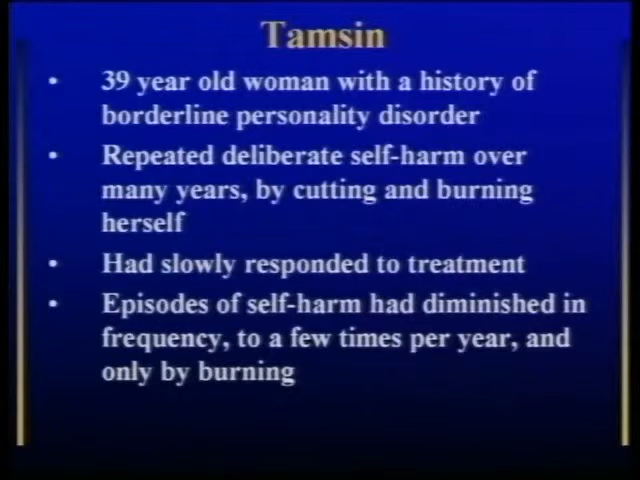 Tamsin
• 39 year old woman with a history of
borderline personality disorder
• Repeated deliberate self-harm over
many years, by cutting and burning
herself
• Had slowly responded to treatment
• Episodes of self-harm had diminished in
frequency, to a few times per year, and
only by burning